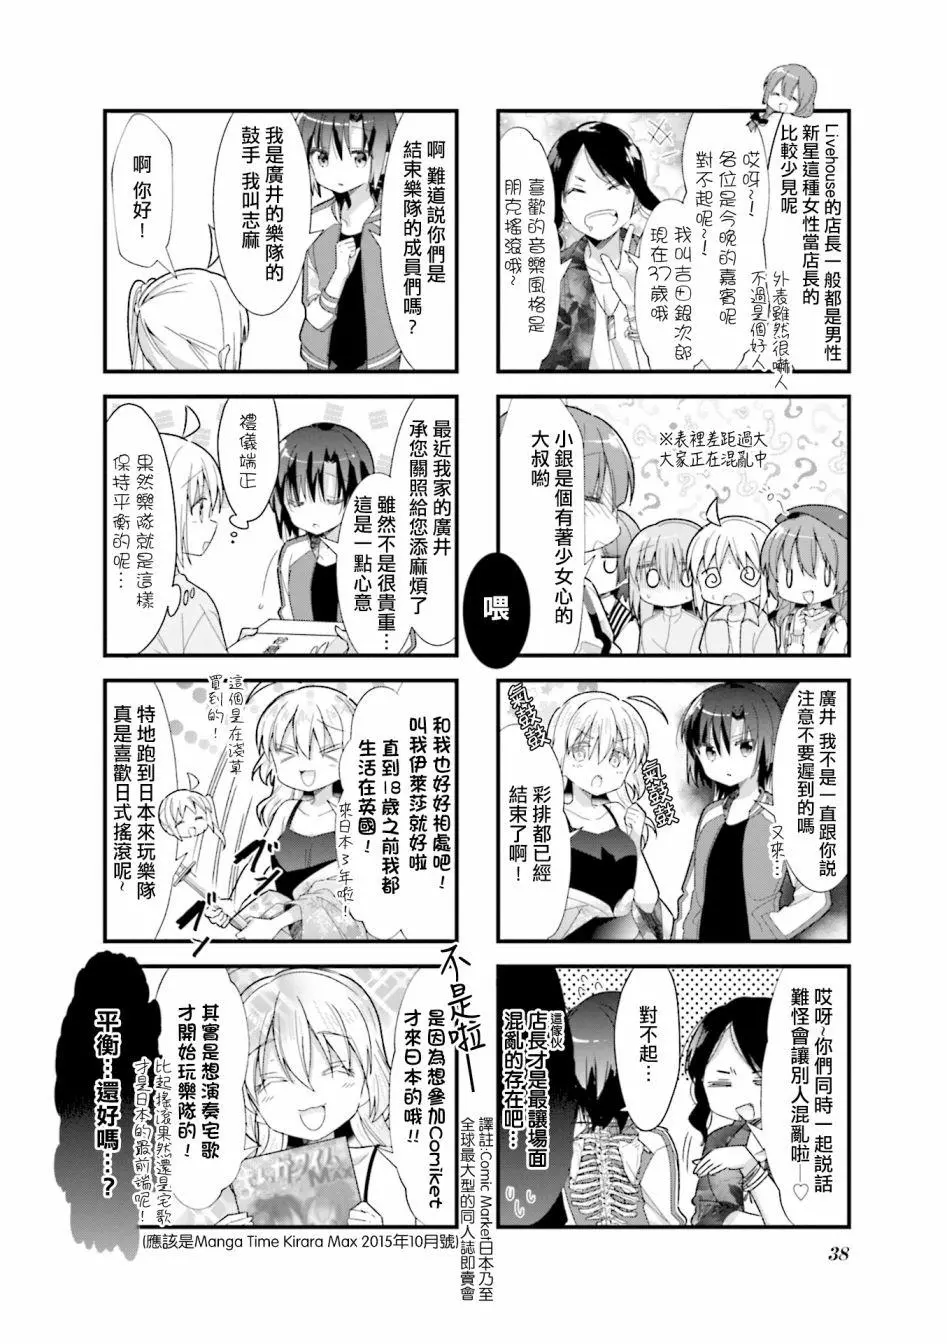 Livehouse的店長一般都是男性
新星這種女性當店長的
比較少見呢
外表雖然很嚇人
不過是個好人
哎呀~!
各位是今晚的嘉賓呢
對不起呢~!
我叫吉田銀次郎
現在37歲哦
喜歡的音樂風格是
朋克搖滾哦~
※表裡差距過大
大家正在混亂中
小銀是個有著少女心的
大叔喲
喂
廣井 我不是一直跟你說
注意不要遲到的嗎
又來…
氣鼓鼓
氣鼓鼓
彩排都已經
結束了啊!
哎呀~你們同時一起說話
難怪會讓別人混亂啦~♡
對不起…
這傢伙
店長才是最讓場面
混亂的存在吧…
啊 難道說你們是
結束樂隊的成員們嗎?
我是廣井的樂隊的
鼓手 我叫志麻
啊 你好!
最近我家的廣井
承您關照給您添麻煩了
雖然不是很貴重…
這是一點心意
禮儀端正
果然樂隊就是這樣
保持平衡的呢…
和我也好好相處吧!
叫我伊萊莎就好啦
直到18歲之前我都
生活在英國!
來日本3年啦!
這個是在淺草
買到的!
特地跑到日本來玩樂隊
真是喜歡日式搖滾呢~
不是啦——
是因為想參加Comiket
才來日本的哦!!
其實是想演奏宅歌
才開始玩樂隊的!
比起搖滾果然還是宅歌
才是日本的最前端呢!
平衡…還好嗎…?
譯註:Comic Market日本乃至
全球最大型的同人誌即賣會
(應該是Manga Time Kirara Max 2015年10月號)
38